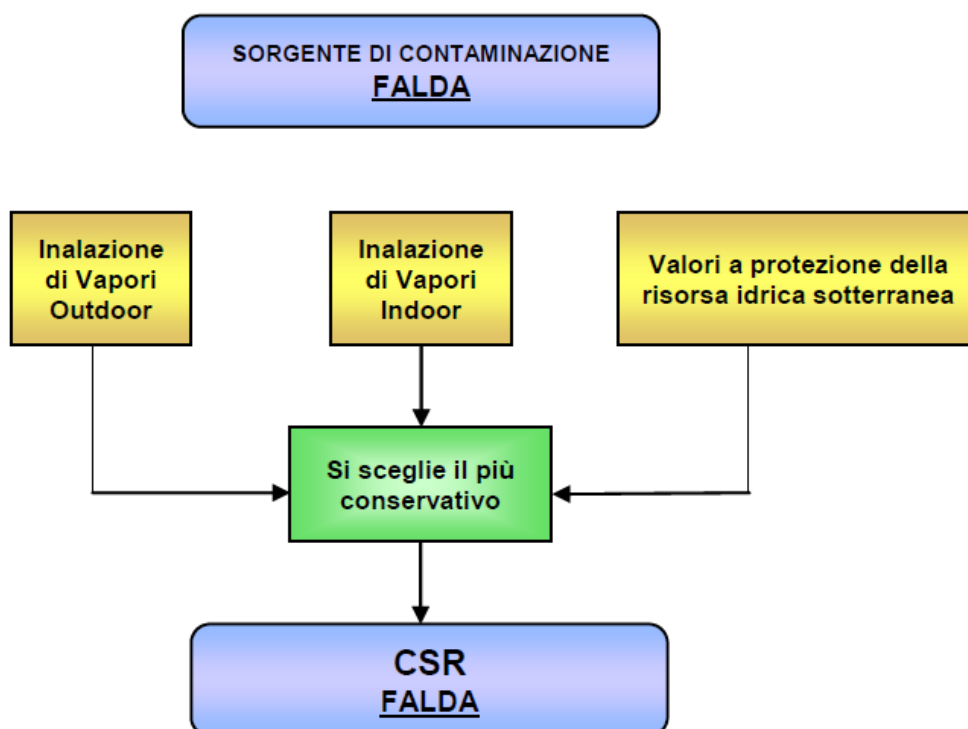 SORGENTE DI CONTAMINAZIONE
FALDA
Inalazione
di Vapori
Outdoor
Inalazione
di Vapori
Indoor
Valori a protezione della
risorsa idrica sotterranea
Si sceglie il più
conservativo
CSR
FALDA